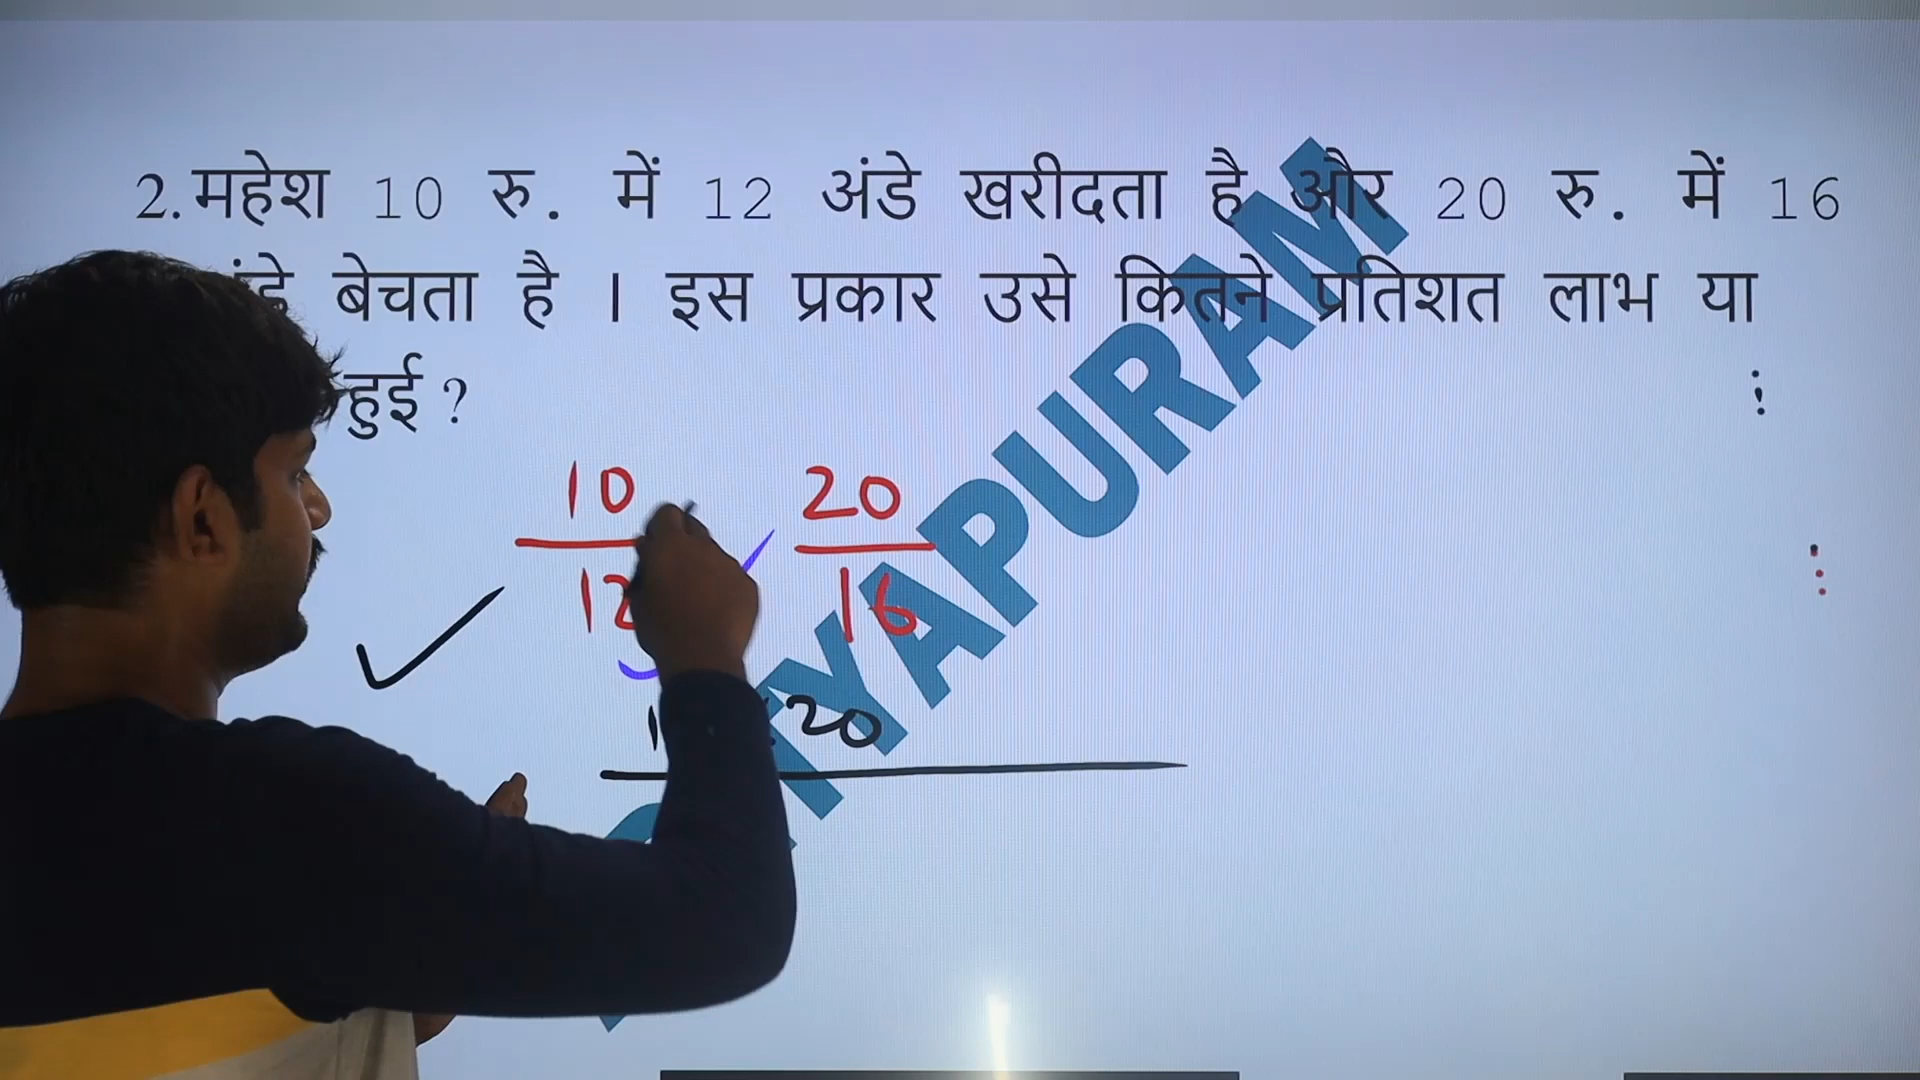 2. महेश 10 रु. में 12 अंडे खरीदता है और 20 रु. में 16
बेचता है । इस प्रकार उसे कितने प्रतिशत लाभ या
हुई ?
10 20
12 16
20
YAPURAM